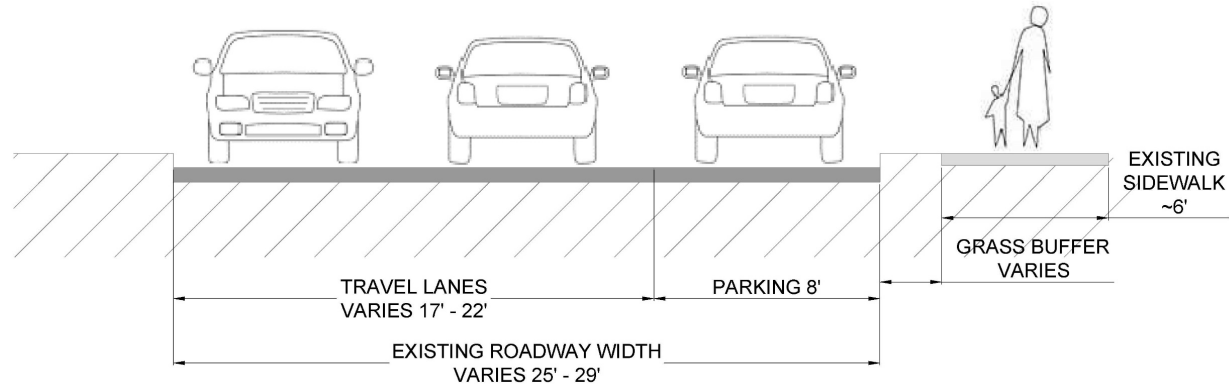 EXISTING
SIDEWALK
~6'
GRASS BUFFER
VARIES
TRAVEL LANES
VARIES 17' - 22'
PARKING 8'
EXISTING ROADWAY WIDTH
VARIES 25' - 29'